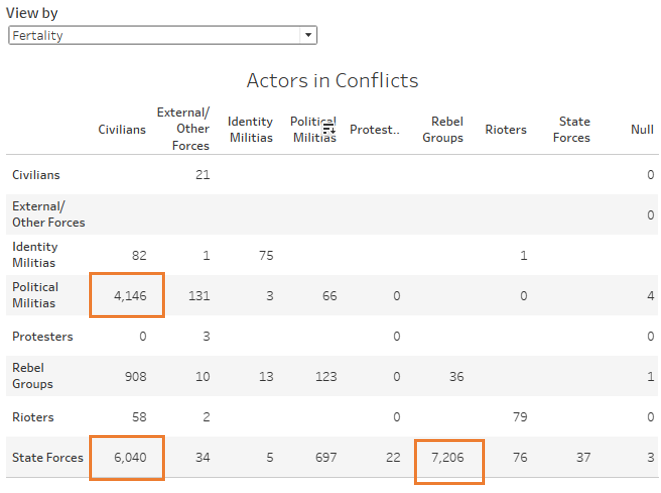 View by
Fertality
Actors in Conflicts
Civilians External/ Other Forces Identity Militias Political Militias Protest.. Rebel Groups Rioters State Forces Null
Civilians 21 0
External/ Other Forces 0
Identity Militias 82 1 75 1
Political Militias 4,146 131 3 66 0 0 4
Protesters 0 3 0 0
Rebel Groups 908 10 13 123 0 36 1
Rioters 58 2 0 79 0
State Forces 6,040 34 5 697 22 7,206 76 37 3